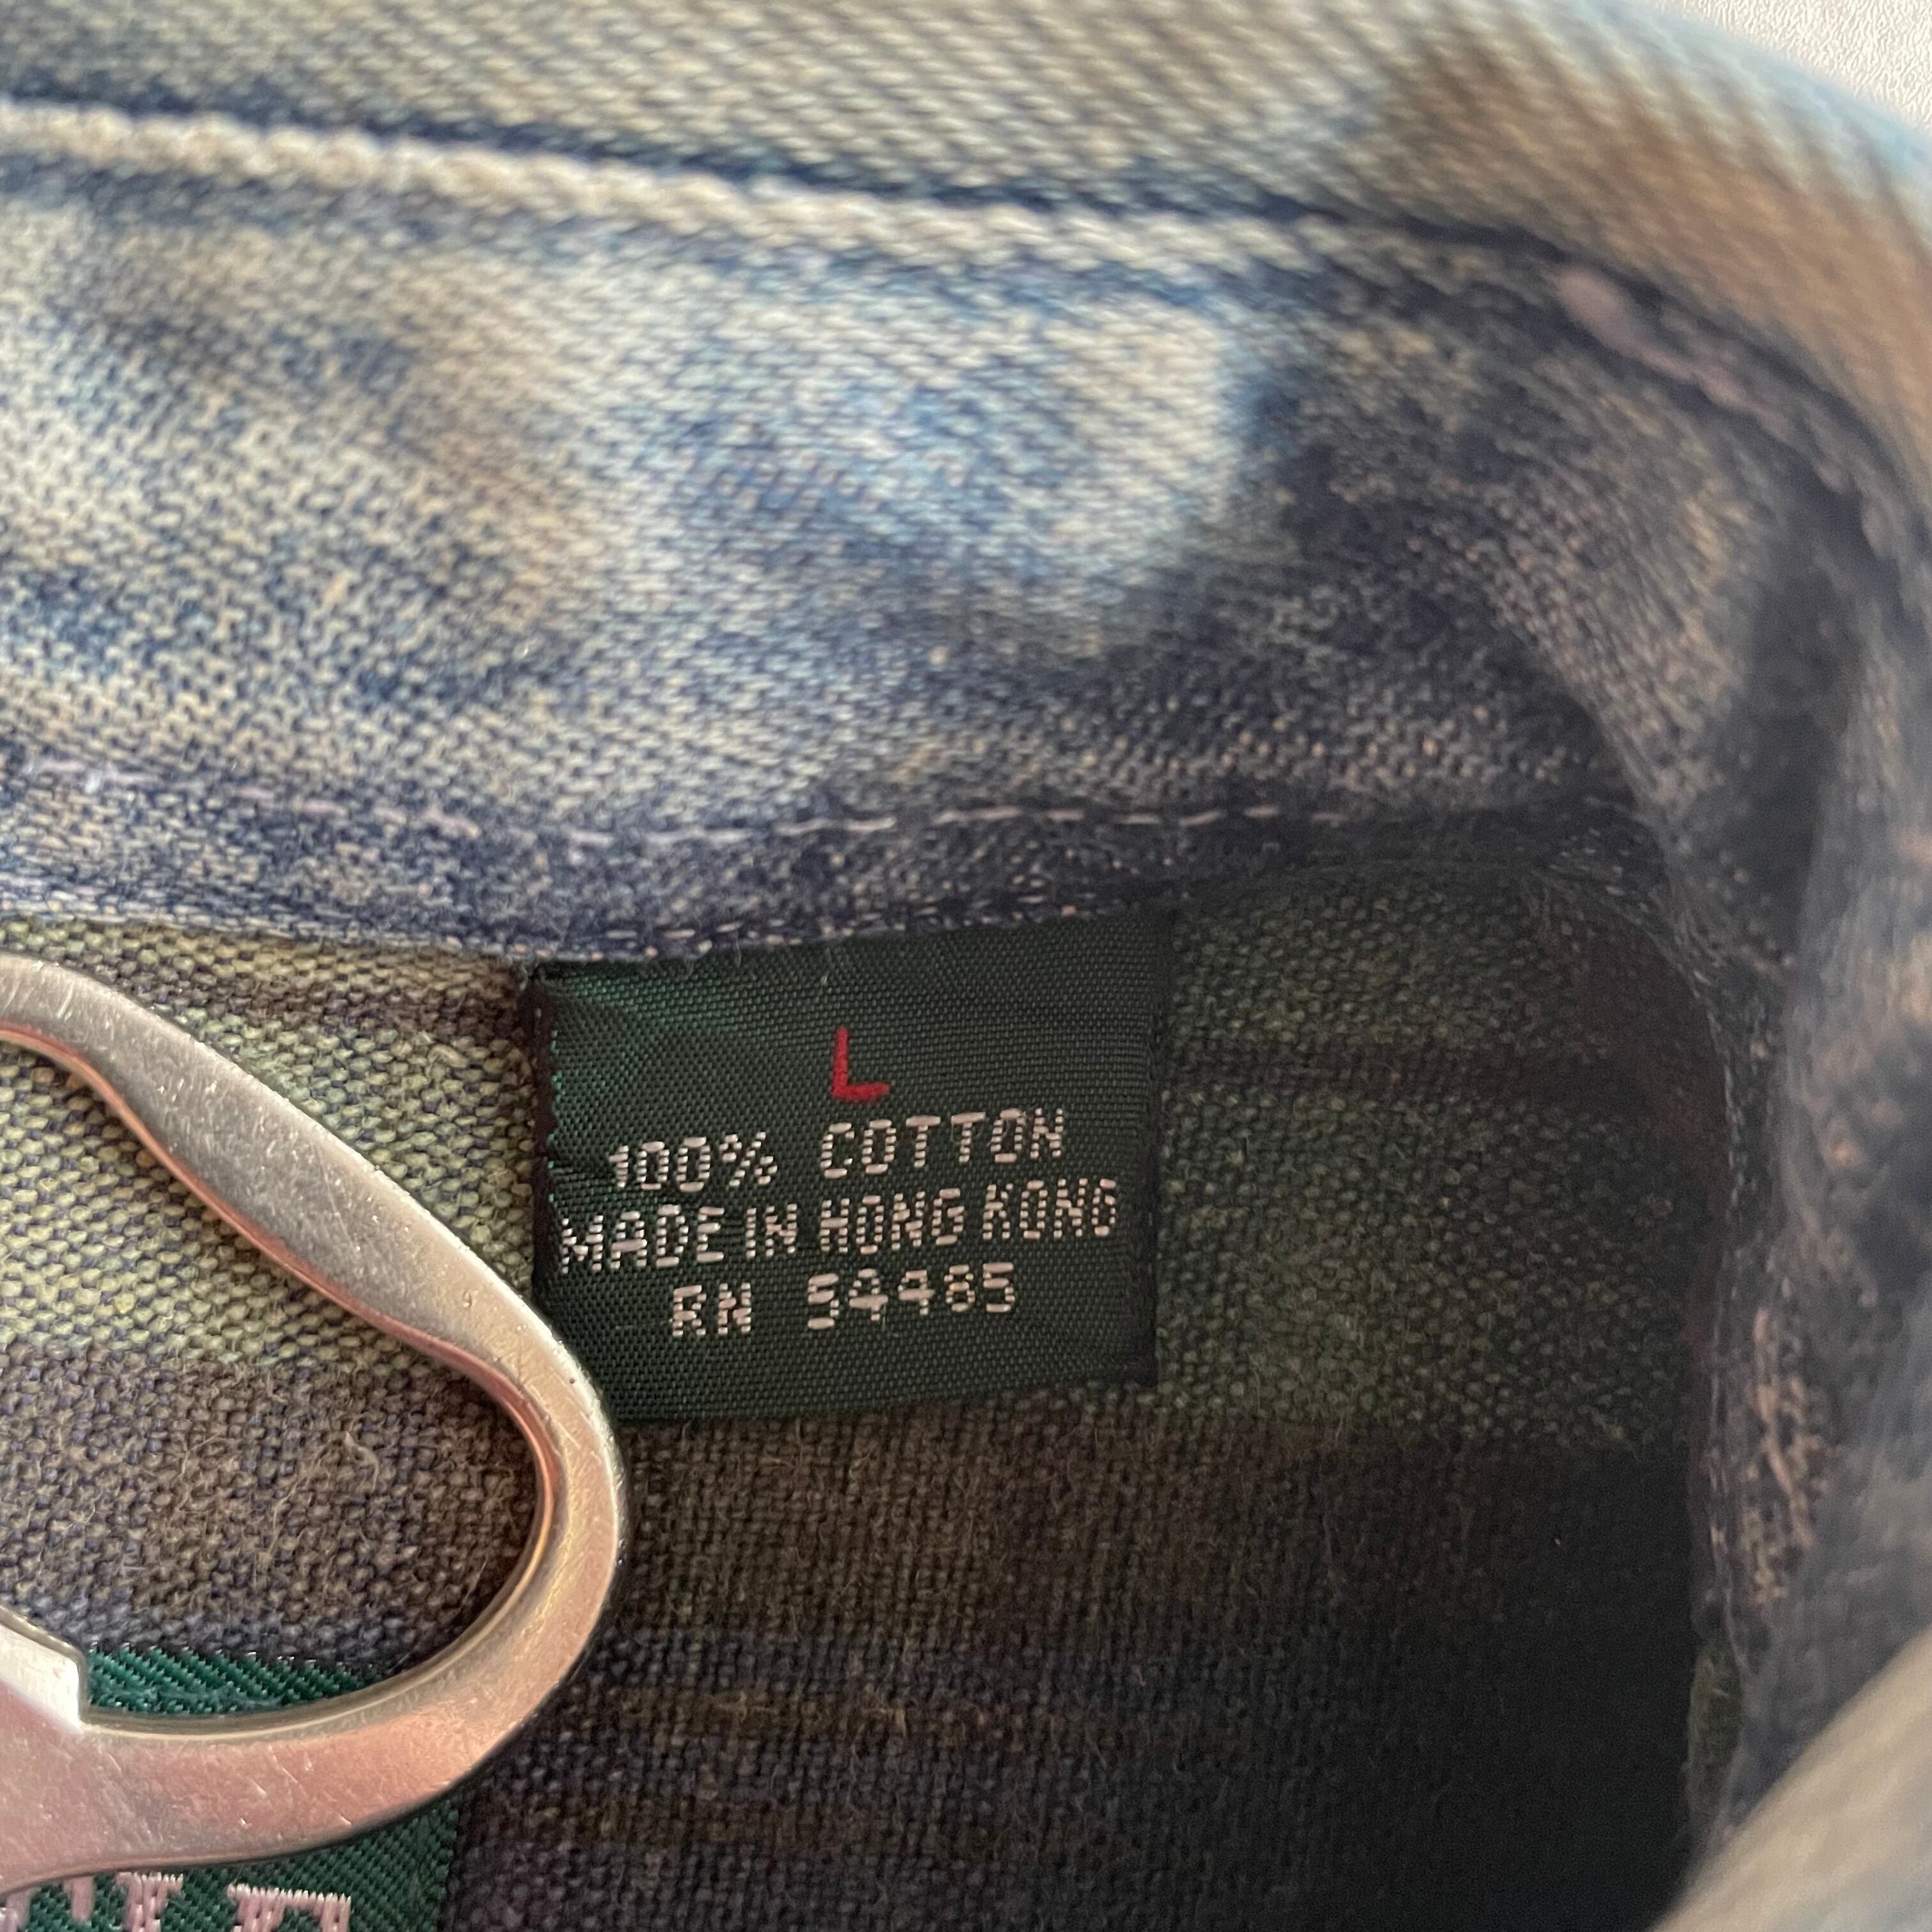 L
100% COTTON
MADE IN HONG KONG
RN 54485